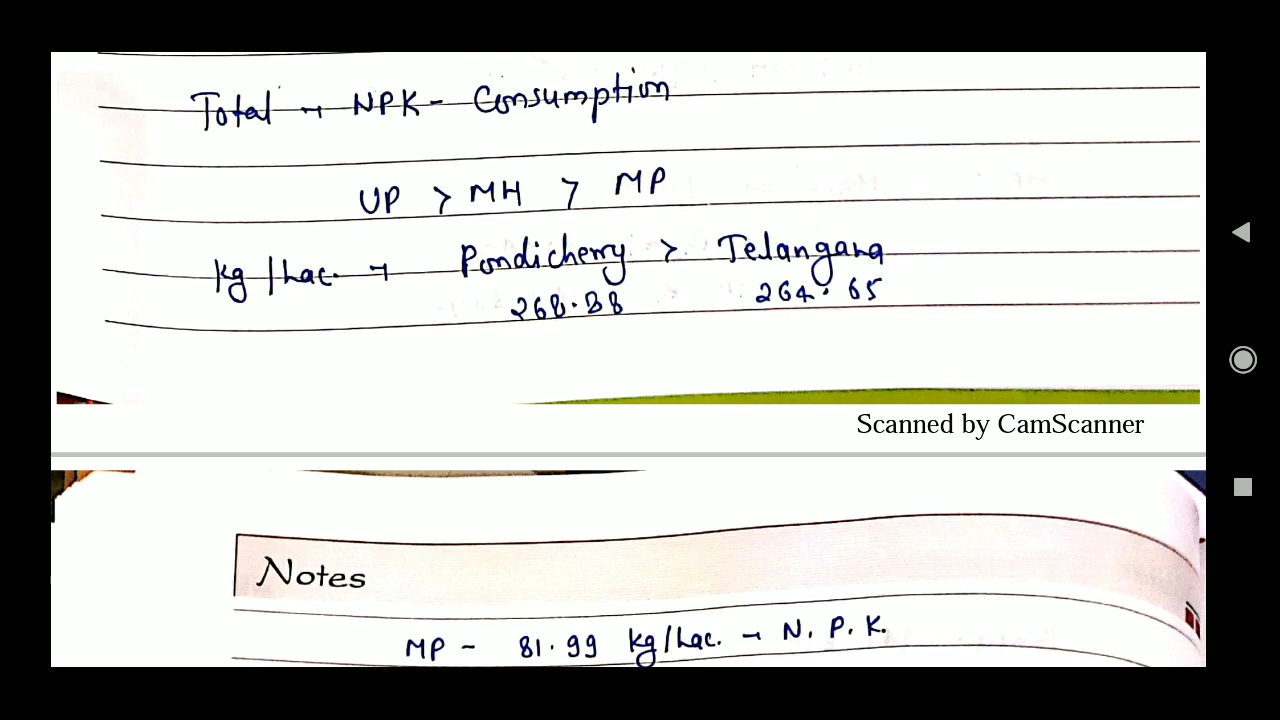 Total → NPK - Consumption
UP > MH > MP
kg/hac. → Pondicherry > Telangana
268.88 264.65
Scanned by CamScanner
Notes
MP - 81.99 kg/hac. → N.P.K.